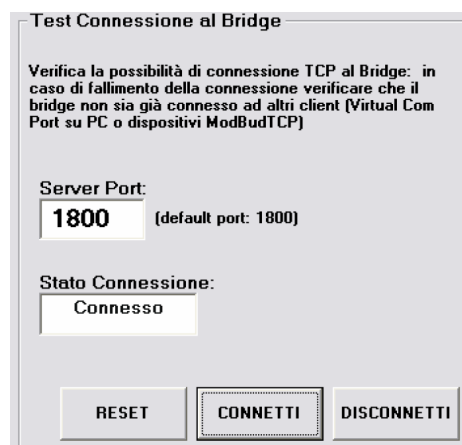 Test Connessione al Bridge
Verifica la possibilità di connessione TCP al Bridge: in
caso di fallimento della connessione verificare che il
bridge non sia già connesso ad altri client (Virtual Com
Port su PC o dispositivi ModBudTCP)
Server Port:
1800 (default port: 1800)
Stato Connessione:
Connesso
RESET CONNETTI DISCONNETTI